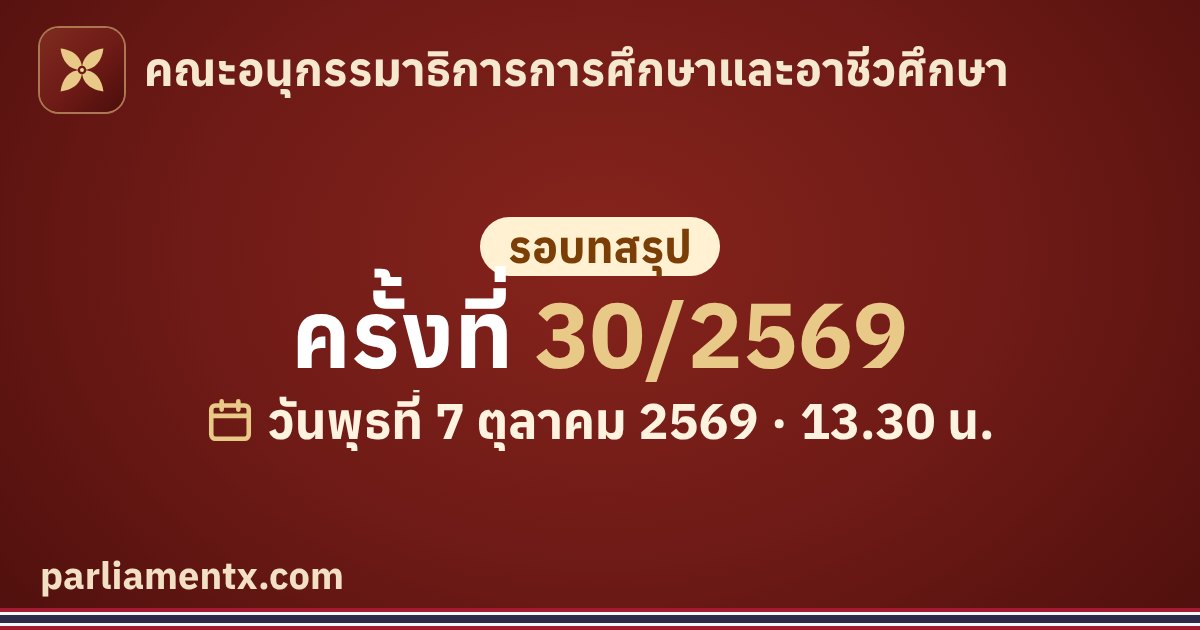 คณะอนุกรรมาธิการการศึกษาและอาชีวศึกษา
รอบทสรุป
ครั้งที่ 30/2569
วันพุธที่ 7 ตุลาคม 2569 · 13.30 น.
parliamentx.com